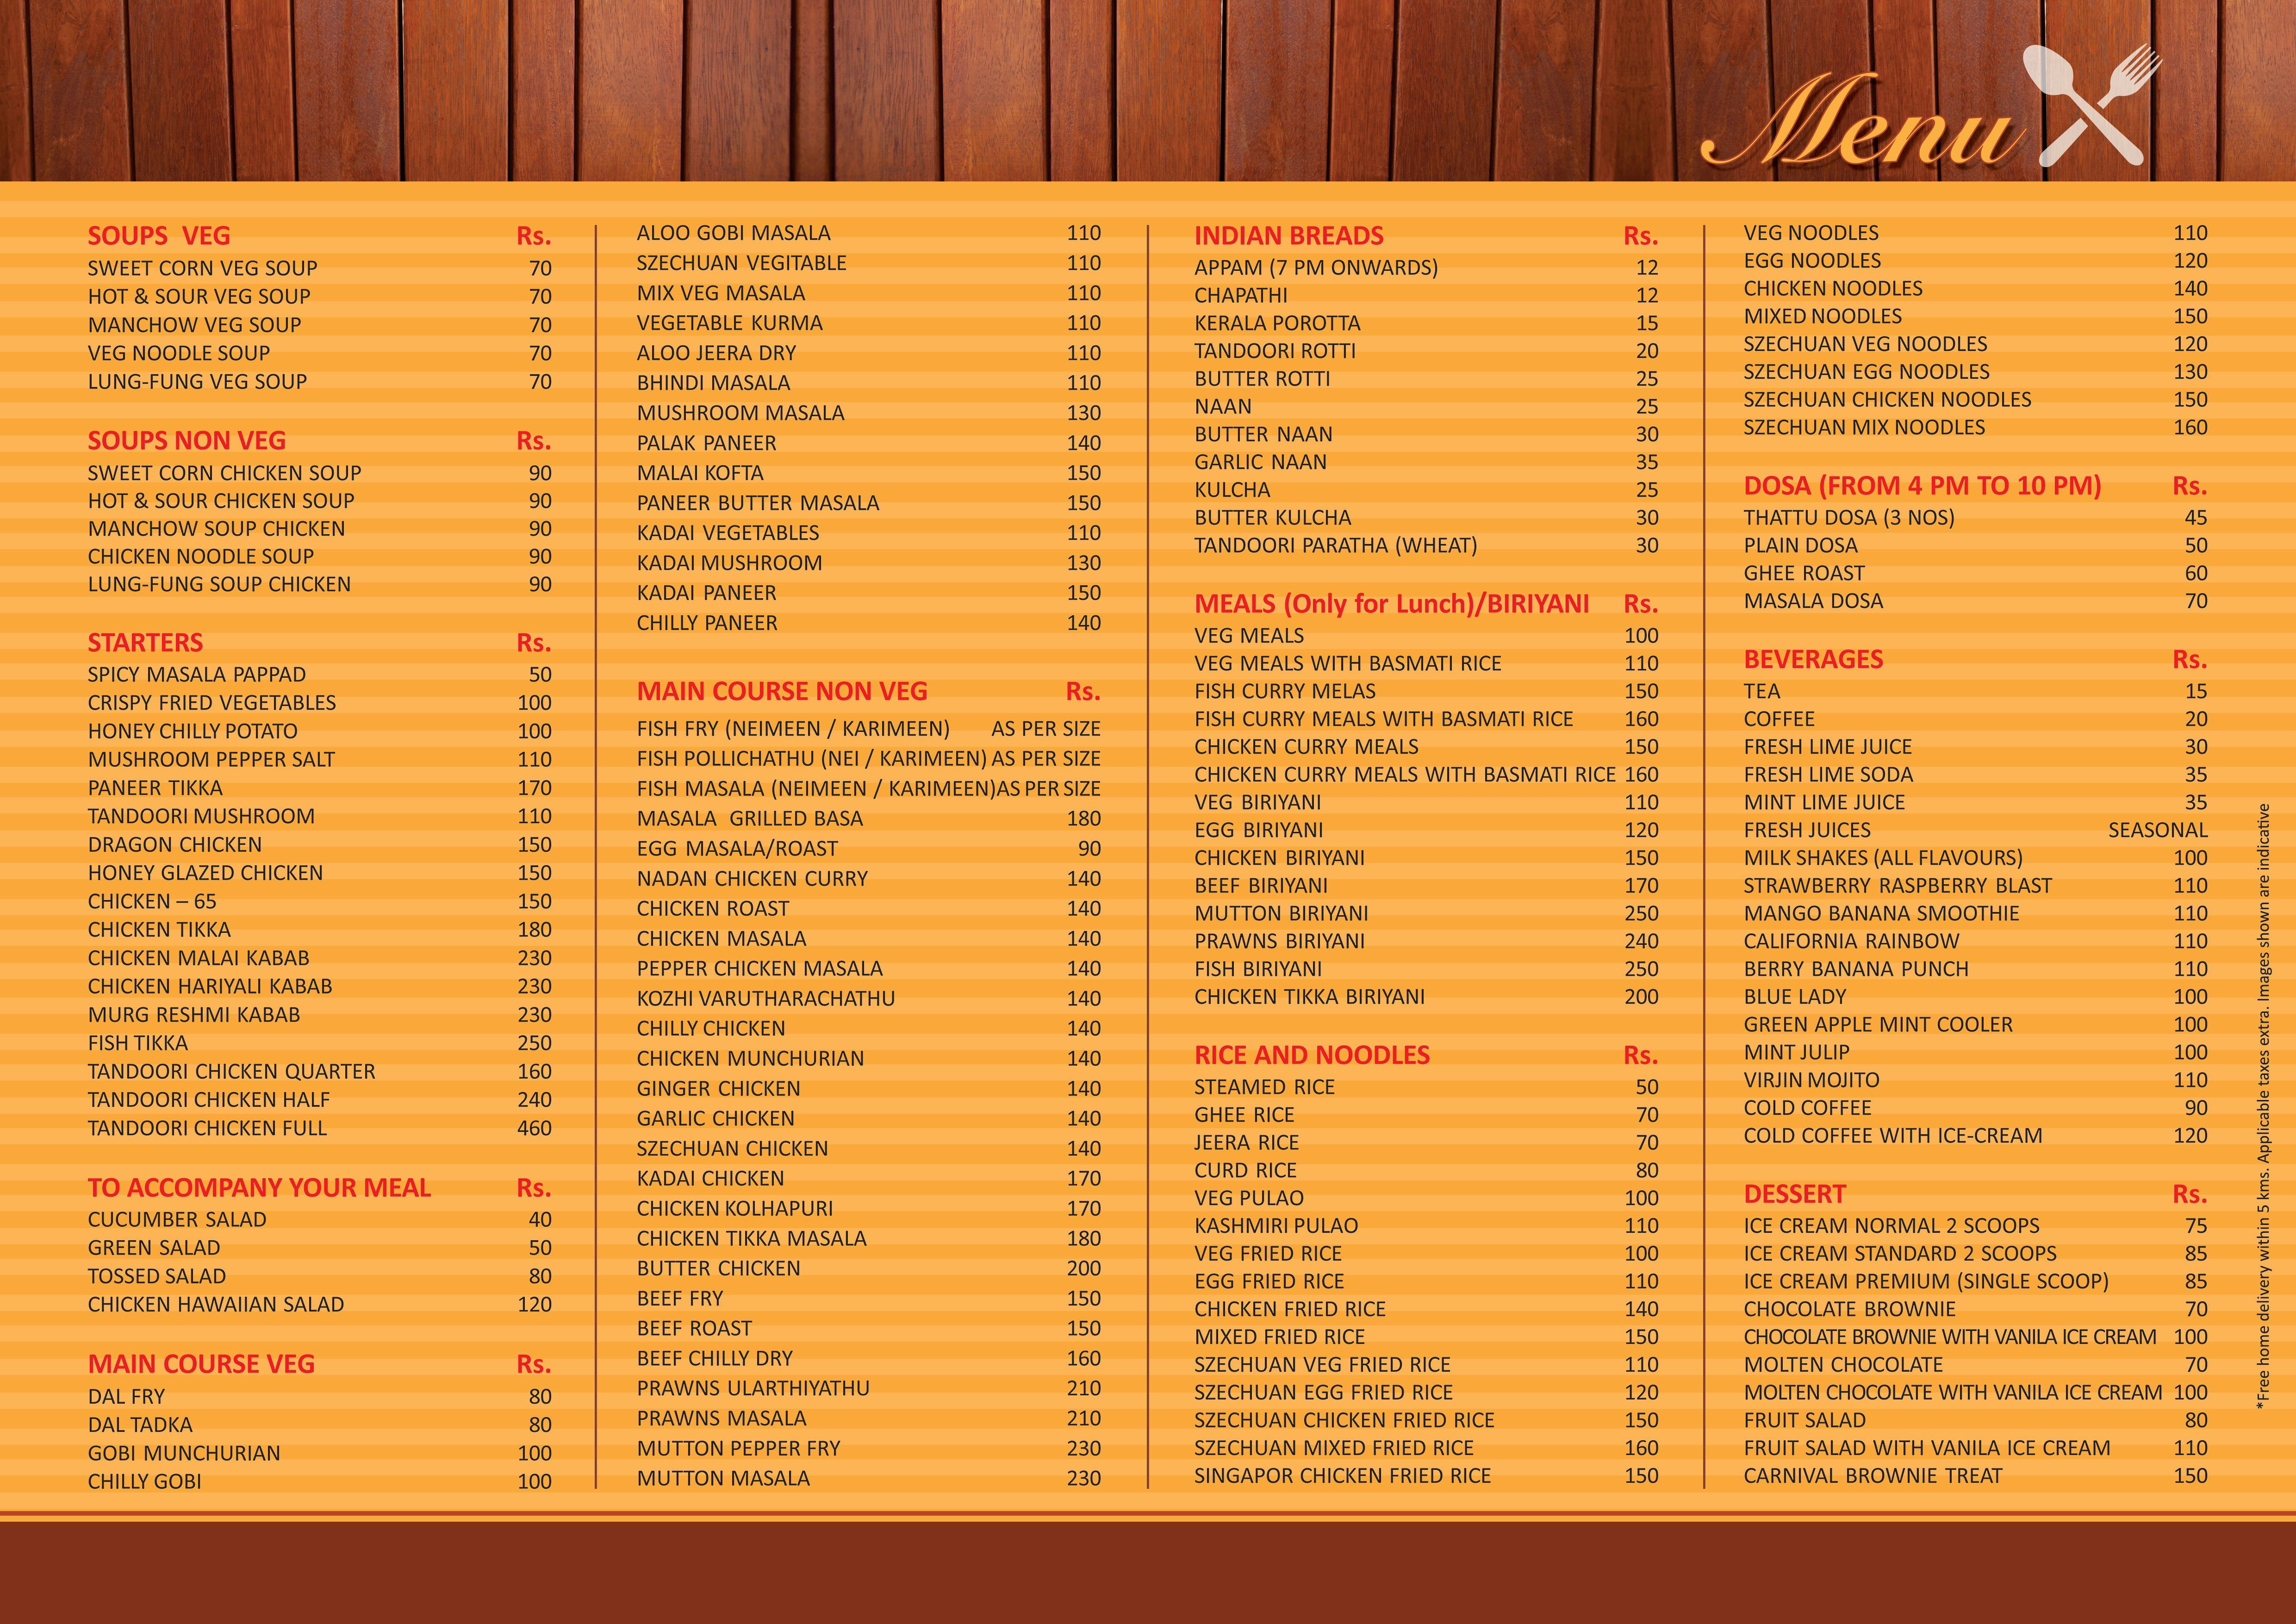 Menu
SOUPS VEG Rs.
SWEET CORN VEG SOUP 70
HOT & SOUR VEG SOUP 70
MANCHOW VEG SOUP 70
VEG NOODLE SOUP 70
LUNG-FUNG VEG SOUP 70
SOUPS NON VEG Rs.
SWEET CORN CHICKEN SOUP 90
HOT & SOUR CHICKEN SOUP 90
MANCHOW SOUP CHICKEN 90
CHICKEN NOODLE SOUP 90
LUNG-FUNG SOUP CHICKEN 90
STARTERS Rs.
SPICY MASALA PAPPAD 50
CRISPY FRIED VEGETABLES 100
HONEY CHILLY POTATO 100
MUSHROOM PEPPER SALT 110
PANEER TIKKA 170
TANDOORI MUSHROOM 110
DRAGON CHICKEN 150
HONEY GLAZED CHICKEN 150
CHICKEN – 65 150
CHICKEN TIKKA 180
CHICKEN MALAI KABAB 230
CHICKEN HARIYALI KABAB 230
MURG RESHMI KABAB 230
FISH TIKKA 250
TANDOORI CHICKEN QUARTER 160
TANDOORI CHICKEN HALF 240
TANDOORI CHICKEN FULL 460
TO ACCOMPANY YOUR MEAL Rs.
CUCUMBER SALAD 40
GREEN SALAD 50
TOSSED SALAD 80
CHICKEN HAWAIIAN SALAD 120
MAIN COURSE VEG Rs.
DAL FRY 80
DAL TADKA 80
GOBI MUNCHURIAN 100
CHILLY GOBI 100
ALOO GOBI MASALA 110
SZECHUAN VEGITABLE 110
MIX VEG MASALA 110
VEGETABLE KURMA 110
ALOO JEERA DRY 110
BHINDI MASALA 110
MUSHROOM MASALA 130
PALAK PANEER 140
MALAI KOFTA 150
PANEER BUTTER MASALA 150
KADAI VEGETABLES 110
KADAI MUSHROOM 130
KADAI PANEER 150
CHILLY PANEER 140
MAIN COURSE NON VEG Rs.
FISH FRY (NEIMEEN / KARIMEEN) AS PER SIZE
FISH POLLICHATHU (NEI / KARIMEEN) AS PER SIZE
FISH MASALA (NEIMEEN / KARIMEEN)AS PER SIZE
MASALA GRILLED BASA 180
EGG MASALA/ROAST 90
NADAN CHICKEN CURRY 140
CHICKEN ROAST 140
CHICKEN MASALA 140
PEPPER CHICKEN MASALA 140
KOZHI VARUTHARACHATHU 140
CHILLY CHICKEN 140
CHICKEN MUNCHURIAN 140
GINGER CHICKEN 140
GARLIC CHICKEN 140
SZECHUAN CHICKEN 140
KADAI CHICKEN 170
CHICKEN KOLHAPURI 170
CHICKEN TIKKA MASALA 180
BUTTER CHICKEN 200
BEEF FRY 150
BEEF ROAST 150
BEEF CHILLY DRY 160
PRAWNS ULARTHIYATHU 210
PRAWNS MASALA 210
MUTTON PEPPER FRY 230
MUTTON MASALA 230
INDIAN BREADS Rs.
APPAM (7 PM ONWARDS) 12
CHAPATHI 12
KERALA POROTTA 15
TANDOORI ROTTI 20
BUTTER ROTTI 25
NAAN 25
BUTTER NAAN 30
GARLIC NAAN 35
KULCHA 25
BUTTER KULCHA 30
TANDOORI PARATHA (WHEAT) 30
MEALS (Only for Lunch)/BIRIYANI Rs.
VEG MEALS 100
VEG MEALS WITH BASMATI RICE 110
FISH CURRY MELAS 150
FISH CURRY MEALS WITH BASMATI RICE 160
CHICKEN CURRY MEALS 150
CHICKEN CURRY MEALS WITH BASMATI RICE 160
VEG BIRIYANI 110
EGG BIRIYANI 120
CHICKEN BIRIYANI 150
BEEF BIRIYANI 170
MUTTON BIRIYANI 250
PRAWNS BIRIYANI 240
FISH BIRIYANI 250
CHICKEN TIKKA BIRIYANI 200
RICE AND NOODLES Rs.
STEAMED RICE 50
GHEE RICE 70
JEERA RICE 70
CURD RICE 80
VEG PULAO 100
KASHMIRI PULAO 110
VEG FRIED RICE 100
EGG FRIED RICE 110
CHICKEN FRIED RICE 140
MIXED FRIED RICE 150
SZECHUAN VEG FRIED RICE 110
SZECHUAN EGG FRIED RICE 120
SZECHUAN CHICKEN FRIED RICE 150
SZECHUAN MIXED FRIED RICE 160
SINGAPOR CHICKEN FRIED RICE 150
VEG NOODLES 110
EGG NOODLES 120
CHICKEN NOODLES 140
MIXED NOODLES 150
SZECHUAN VEG NOODLES 120
SZECHUAN EGG NOODLES 130
SZECHUAN CHICKEN NOODLES 150
SZECHUAN MIX NOODLES 160
DOSA (FROM 4 PM TO 10 PM) Rs.
THATTU DOSA (3 NOS) 45
PLAIN DOSA 50
GHEE ROAST 60
MASALA DOSA 70
BEVERAGES Rs.
TEA 15
COFFEE 20
FRESH LIME JUICE 30
FRESH LIME SODA 35
MINT LIME JUICE 35
FRESH JUICES SEASONAL
MILK SHAKES (ALL FLAVOURS) 100
STRAWBERRY RASPBERRY BLAST 110
MANGO BANANA SMOOTHIE 110
CALIFORNIA RAINBOW 110
BERRY BANANA PUNCH 110
BLUE LADY 100
GREEN APPLE MINT COOLER 100
MINT JULIP 100
VIRJIN MOJITO 110
COLD COFFEE 90
COLD COFFEE WITH ICE-CREAM 120
DESSERT Rs.
ICE CREAM NORMAL 2 SCOOPS 75
ICE CREAM STANDARD 2 SCOOPS 85
ICE CREAM PREMIUM (SINGLE SCOOP) 85
CHOCOLATE BROWNIE 70
CHOCOLATE BROWNIE WITH VANILA ICE CREAM 100
MOLTEN CHOCOLATE 70
MOLTEN CHOCOLATE WITH VANILA ICE CREAM 100
FRUIT SALAD 80
FRUIT SALAD WITH VANILA ICE CREAM 110
CARNIVAL BROWNIE TREAT 150
*Free home delivery within 5 kms. Applicable taxes extra. Images shown are indicative